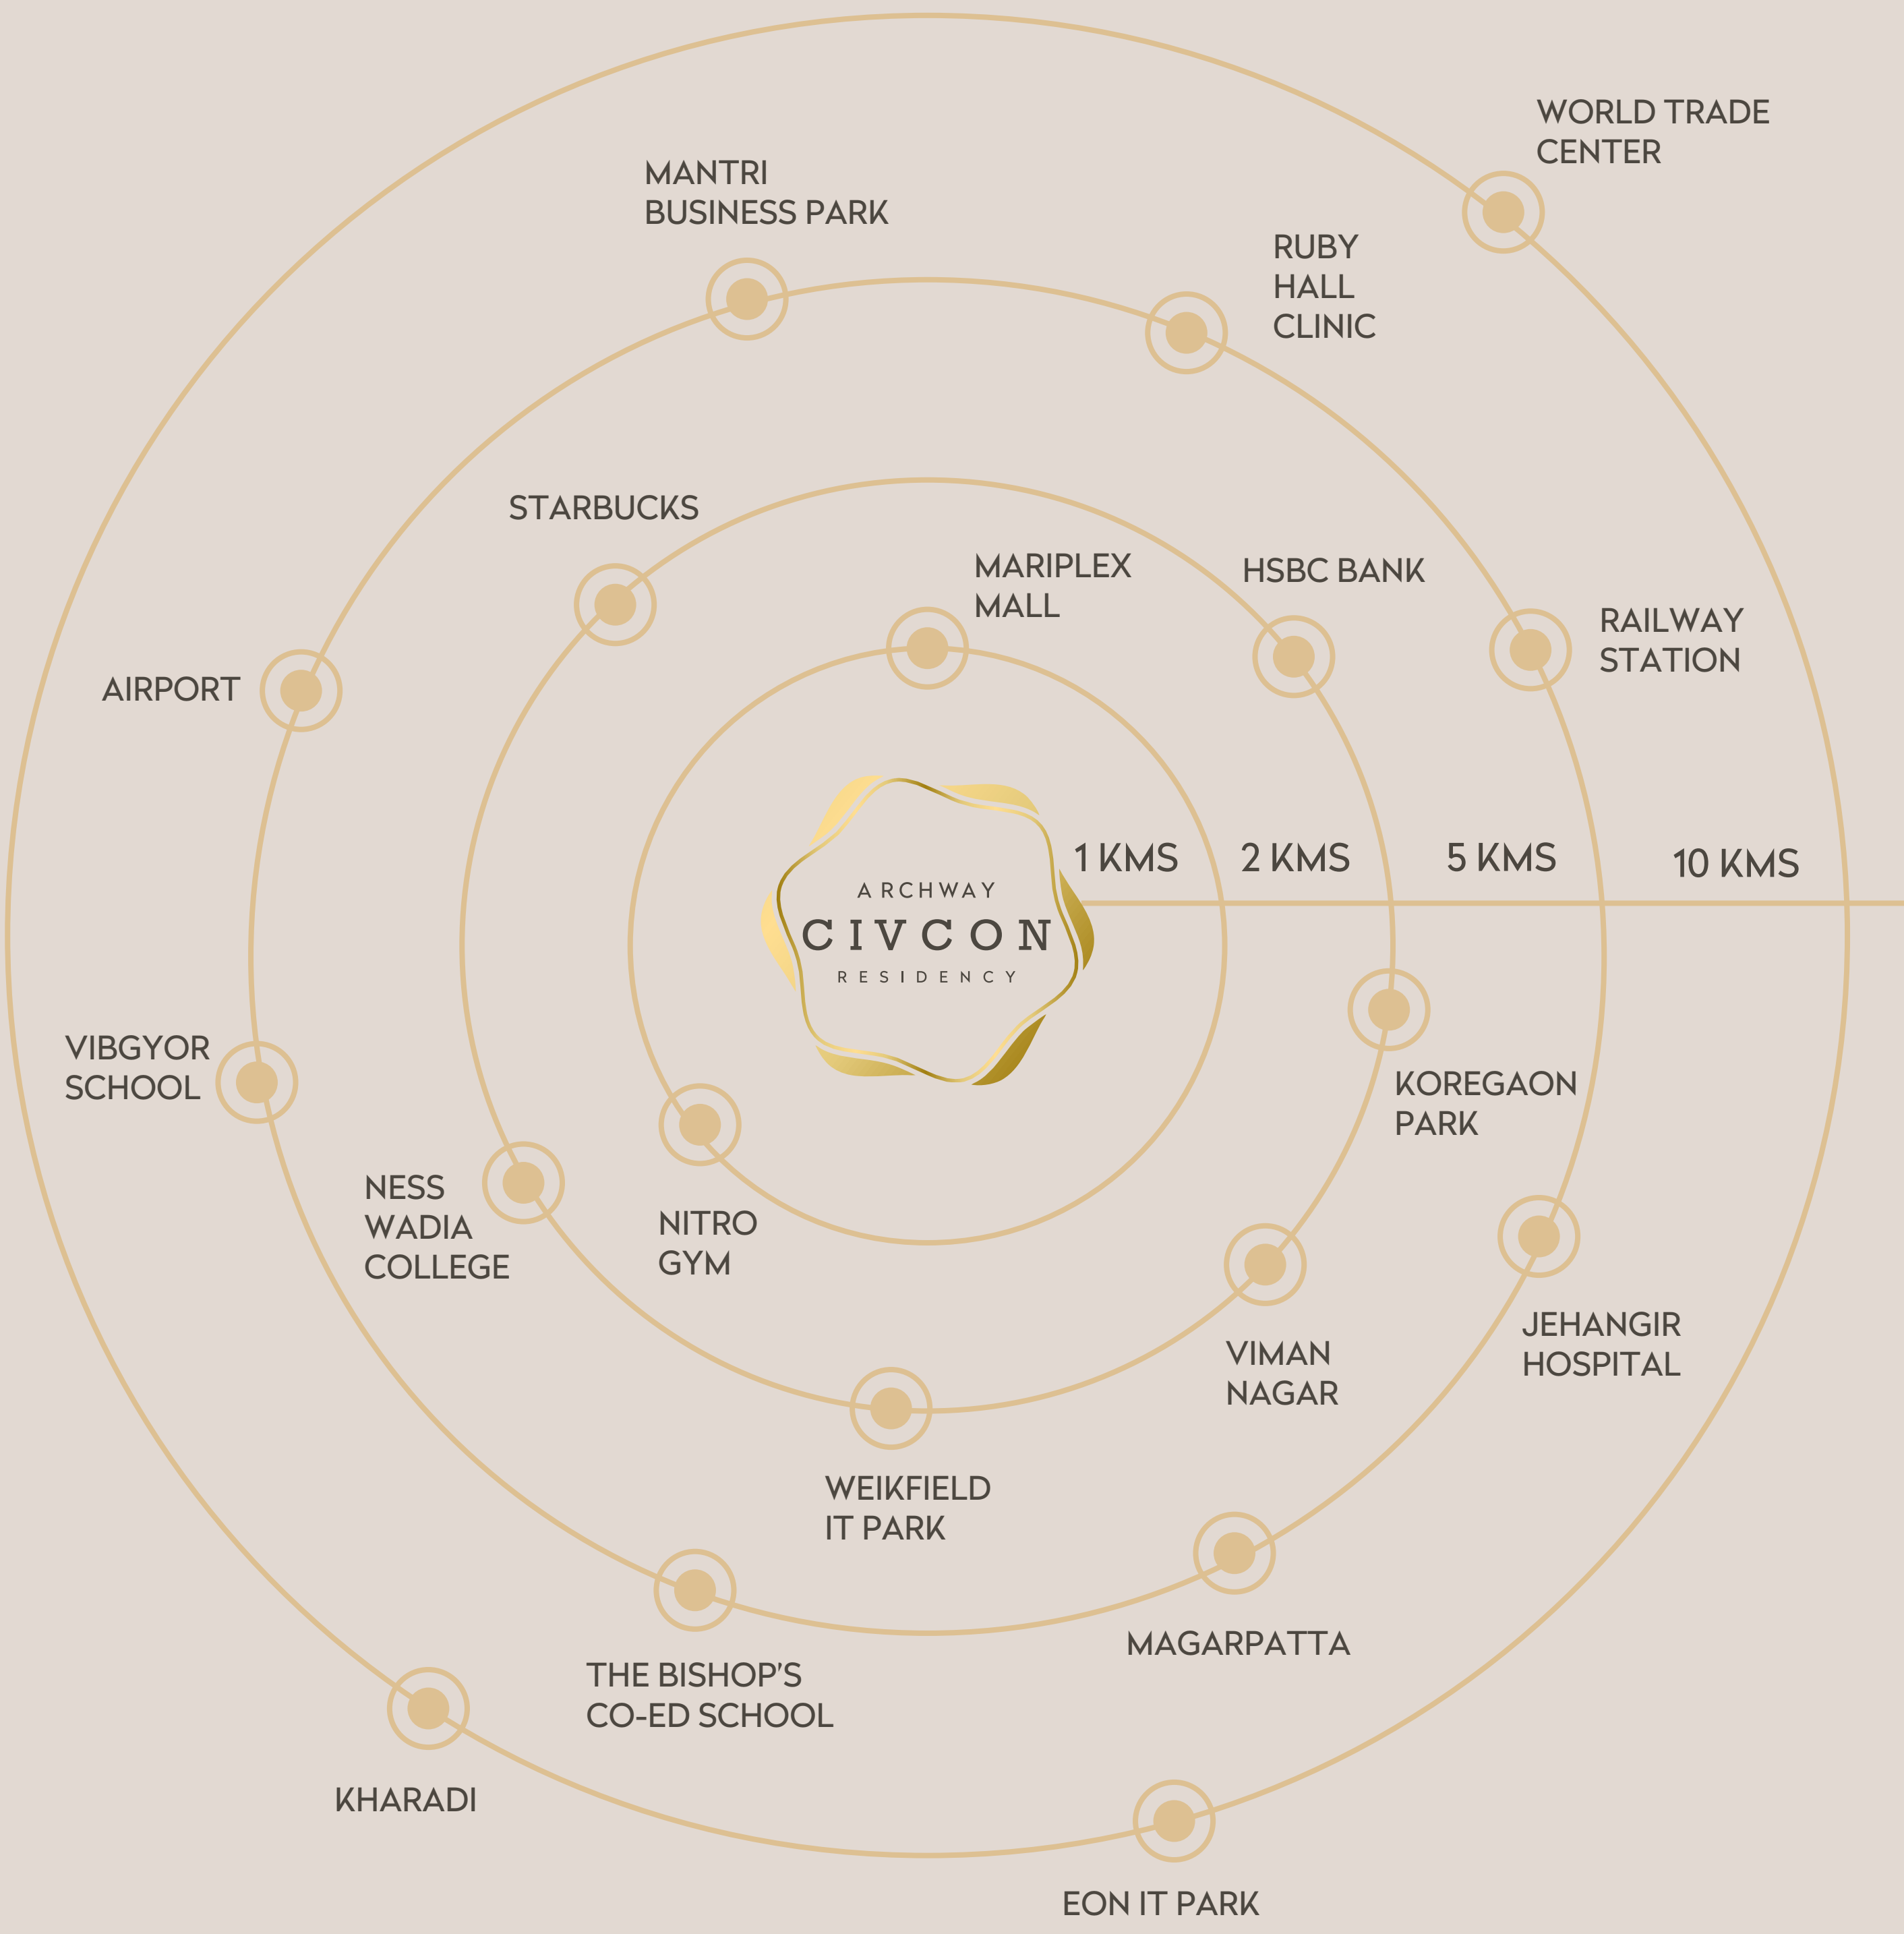 WORLD TRADE
CENTER
MANTRI
BUSINESS PARK
RUBY
HALL
CLINIC
STARBUCKS
MARIPLEX
MALL
HSBC BANK
RAILWAY
STATION
AIRPORT
1 KMS
2 KMS
5 KMS
10 KMS
ARCHWAY
CIVCON
RESIDENCY
VIBGYOR
SCHOOL
KOREGAON
PARK
NESS
WADIA
COLLEGE
NITRO
GYM
JEHANGIR
HOSPITAL
VIMAN
NAGAR
WEIKFIELD
IT PARK
MAGARPATTA
THE BISHOP'S
CO-ED SCHOOL
KHARADI
EON IT PARK